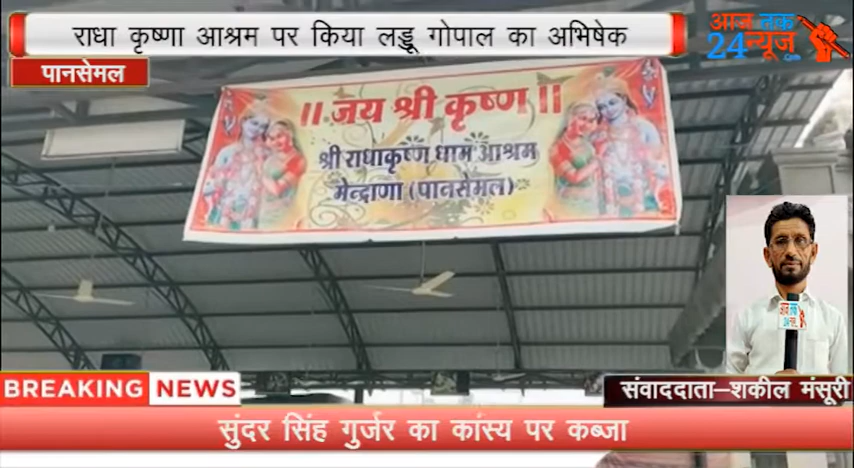 राधा कृष्णा आश्रम पर किया लड्डू गोपाल का अभिषेक
आज तक
24 न्यूज़
पानसेमल
॥ जय श्री कृष्ण ॥
श्री राधाकृष्ण धाम आश्रम
मेन्द्राणा (पानसेमल)
BREAKING NEWS
संवाददाता–शकील मंसूरी
सुंदर सिंह गुर्जर का कांस्य पर कब्जा